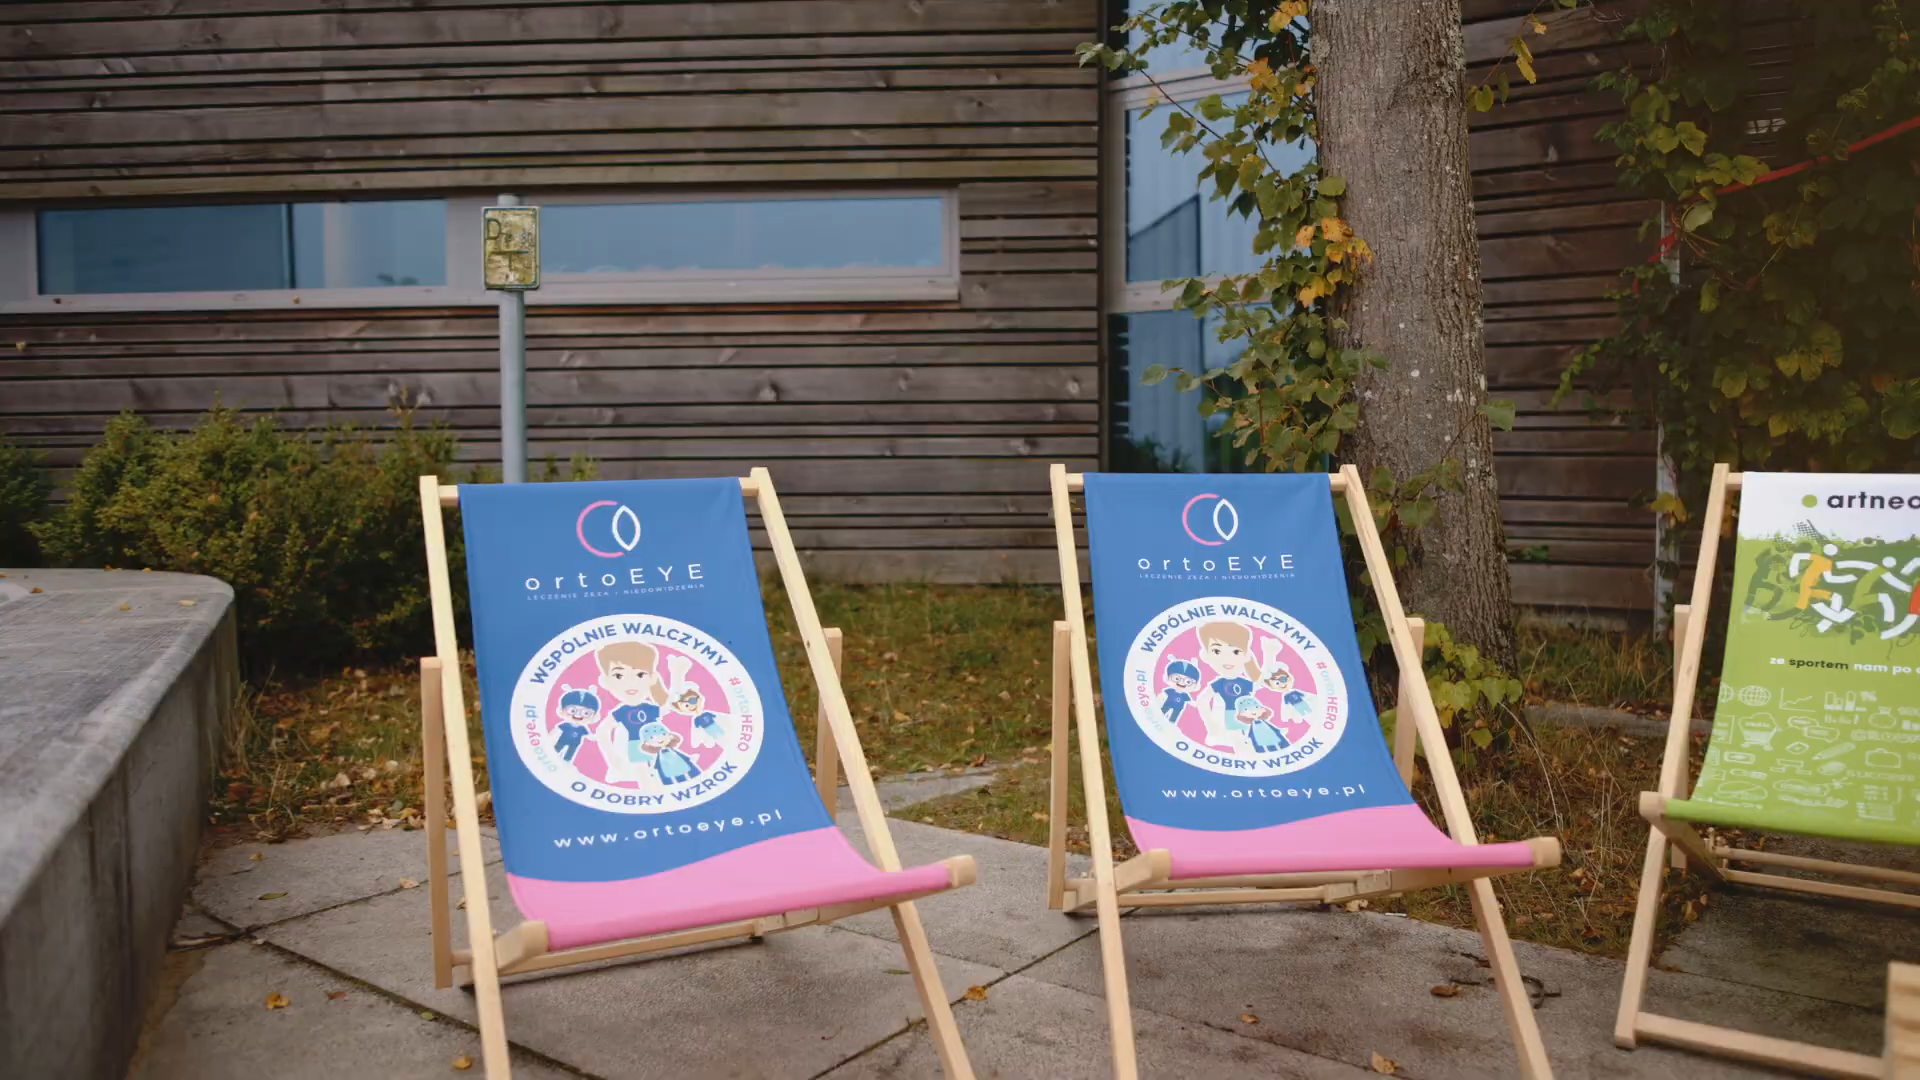 ortoEYE
LECZENIE ZEZA I NIEDOWIDZENIA
WSPÓLNIE WALCZYMY
#ortoHERO
ortoeye.pl
O DOBRY WZROK
www.ortoeye.pl
ortoEYE
LECZENIE ZEZA I NIEDOWIDZENIA
WSPÓLNIE WALCZYMY
#ortoHERO
ortoeye.pl
O DOBRY WZROK
www.ortoeye.pl
artneo
ze sportem nam po